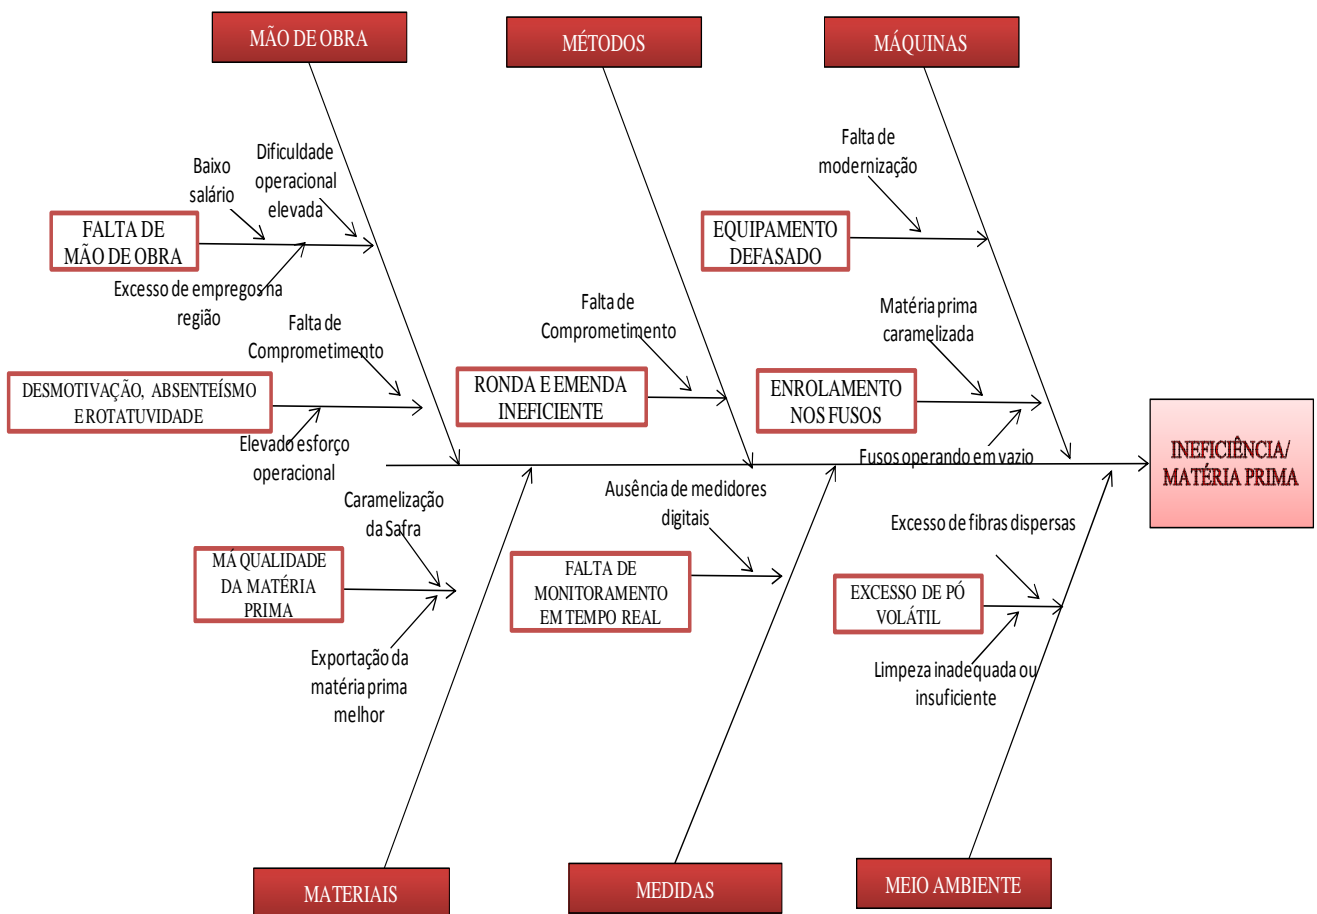 MÃO DE OBRA
MÉTODOS
MÁQUINAS
Baixo
salário
Dificuldade
operacional
elevada
FALTA DE
MÃO DE OBRA
Excesso de empregos na
região
Falta de
Comprometimento
DESMOTIVAÇÃO, ABSENTEÍSMO
E ROTATUVIDADE
Elevado esforço
operacional
Falta de
Comprometimento
RONDA E EMENDA
INEFICIENTE
Falta de
modernização
EQUIPAMENTO
DEFASADO
Matéria prima
caramelizada
ENROLAMENTO
NOS FUSOS
Fusos operando em vazio
INEFICIÊNCIA/
MATÉRIA PRIMA
Caramelização
da Safra
MÁ QUALIDADE
DA MATÉRIA
PRIMA
Exportação da
matéria prima
melhor
Ausência de medidores
digitais
FALTA DE
MONITORAMENTO
EM TEMPO REAL
Excesso de fibras dispersas
EXCESSO DE PÓ
VOLÁTIL
Limpeza inadequada ou
insuficiente
MATERIAIS
MEDIDAS
MEIO AMBIENTE